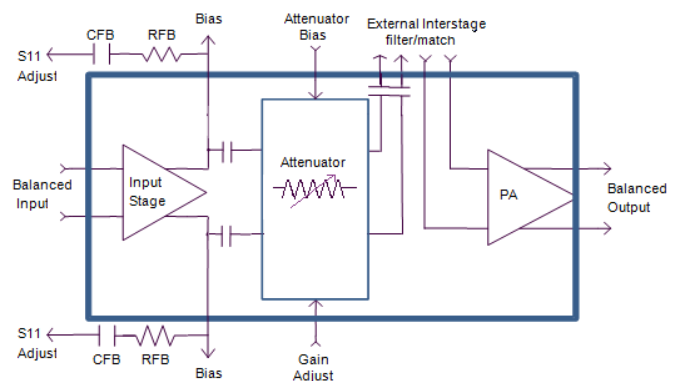 Bias
Attenuator
Bias
External Interstage
filter/match
CFB
RFB
S11
Adjust
Balanced
Input
Input
Stage
Attenuator
PA
Balanced
Output
S11
Adjust
CFB
RFB
Bias
Gain
Adjust